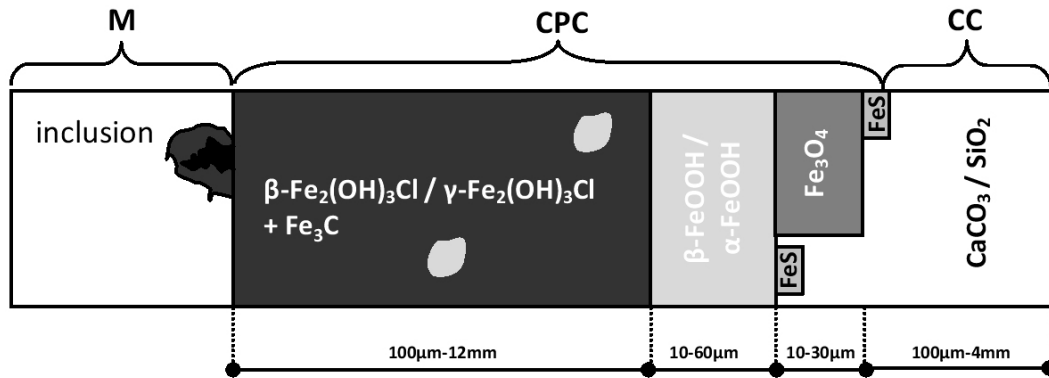 M
CPC
CC
inclusion
β-Fe₂(OH)₃Cl / γ-Fe₂(OH)₃Cl
+ Fe₃C
β-FeOOH /
α-FeOOH
Fe₃O₄
FeS
FeS
CaCO₃ / SiO₂
100μm-12mm
10-60μm
10-30μm
100μm-4mm